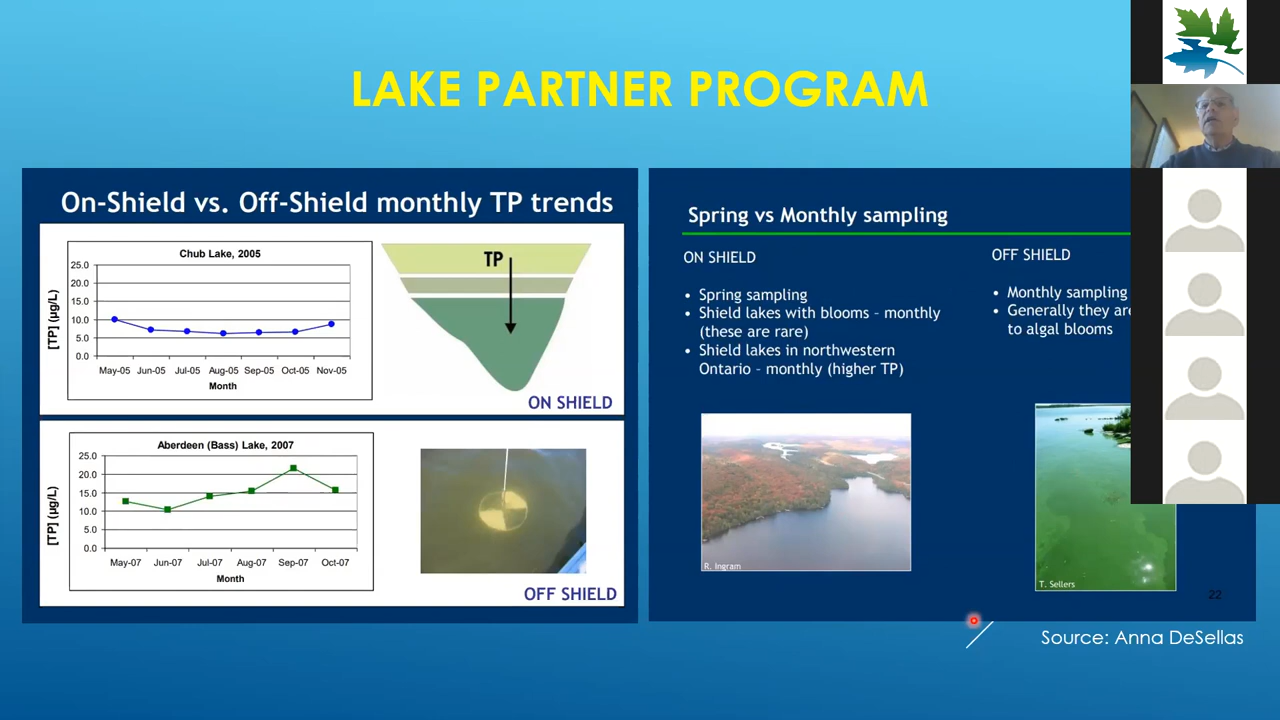 LAKE PARTNER PROGRAM
On-Shield vs. Off-Shield monthly TP trends
Chub Lake, 2005
[TP] (µg/L)
25.0
20.0
15.0
10.0
5.0
0.0
May-05 Jun-05 Jul-05 Aug-05 Sep-05 Oct-05 Nov-05
Month
TP
ON SHIELD
Aberdeen (Bass) Lake, 2007
[TP] (µg/L)
25.0
20.0
15.0
10.0
5.0
0.0
May-07 Jun-07 Jul-07 Aug-07 Sep-07 Oct-07
Month
OFF SHIELD
Spring vs Monthly sampling
ON SHIELD
• Spring sampling
• Shield lakes with blooms - monthly
(these are rare)
• Shield lakes in northwestern
Ontario - monthly (higher TP)
R. Ingram
OFF SHIELD
• Monthly sampling
• Generally they
to algal blooms
T. Sellers
22
Source: Anna DeSellas